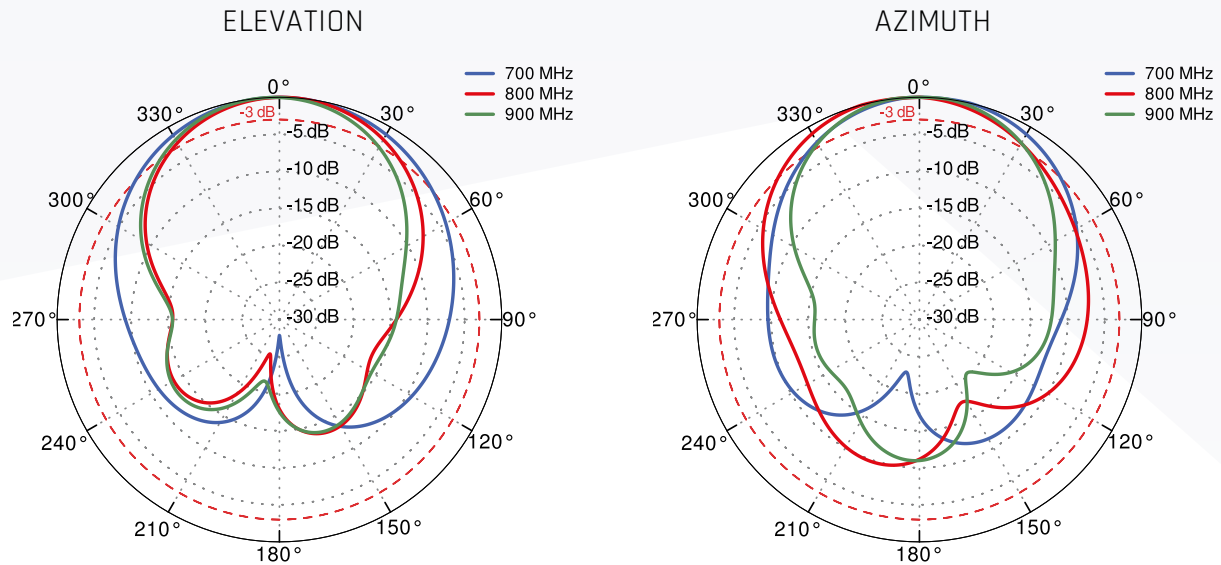 ELEVATION
700 MHz
800 MHz
900 MHz
0°
330°
30°
-3 dB
-5 dB
-10 dB
300°
60°
-15 dB
-20 dB
-25 dB
270°
-30 dB
90°
240°
120°
210°
150°
180°
AZIMUTH
700 MHz
800 MHz
900 MHz
0°
330°
30°
-3 dB
-5 dB
-10 dB
300°
60°
-15 dB
-20 dB
-25 dB
270°
-30 dB
90°
240°
120°
210°
150°
180°